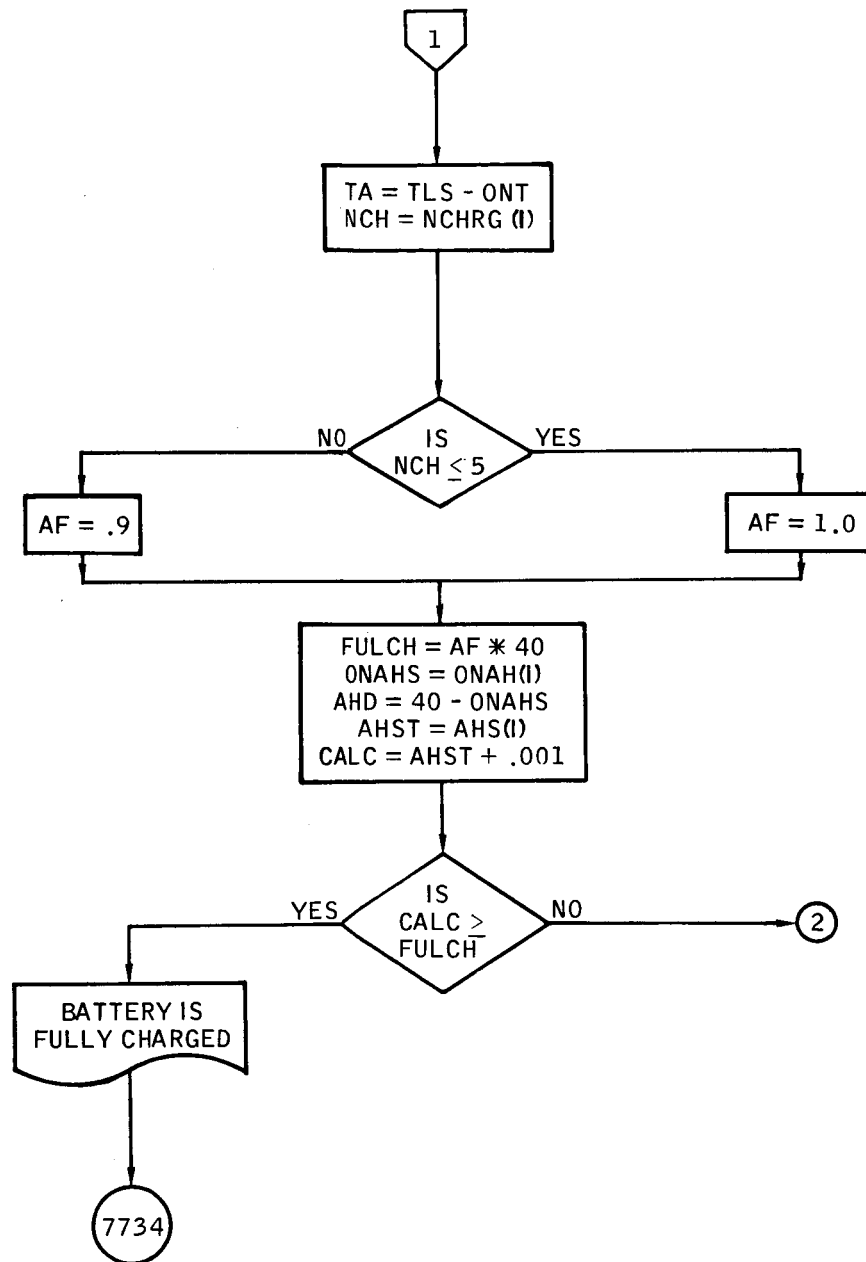 1
TA = TLS - ONT
NCH = NCHRG (I)
IS
NCH ≤ 5
NO
YES
AF = .9
AF = 1.0
FULCH = AF * 40
ONAHS = ONAH(I)
AHD = 40 - ONAHS
AHST = AHS(I)
CALC = AHST + .001
IS
CALC ≥
FULCH
YES
NO
2
BATTERY IS
FULLY CHARGED
7734